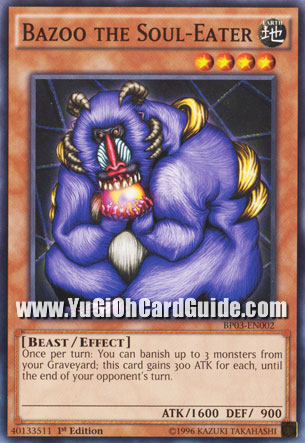 BAZOO THE SOUL-EATER
EARTH
地
www.YuGiOhCardGuide.com
BP03-EN002
[BEAST / EFFECT]
Once per turn: You can banish up to 3 monsters from
your Graveyard; this card gains 300 ATK for each, until
the end of your opponent's turn.
ATK/1600 DEF/ 900
40133511 1st Edition ©1996 KAZUKI TAKAHASHI